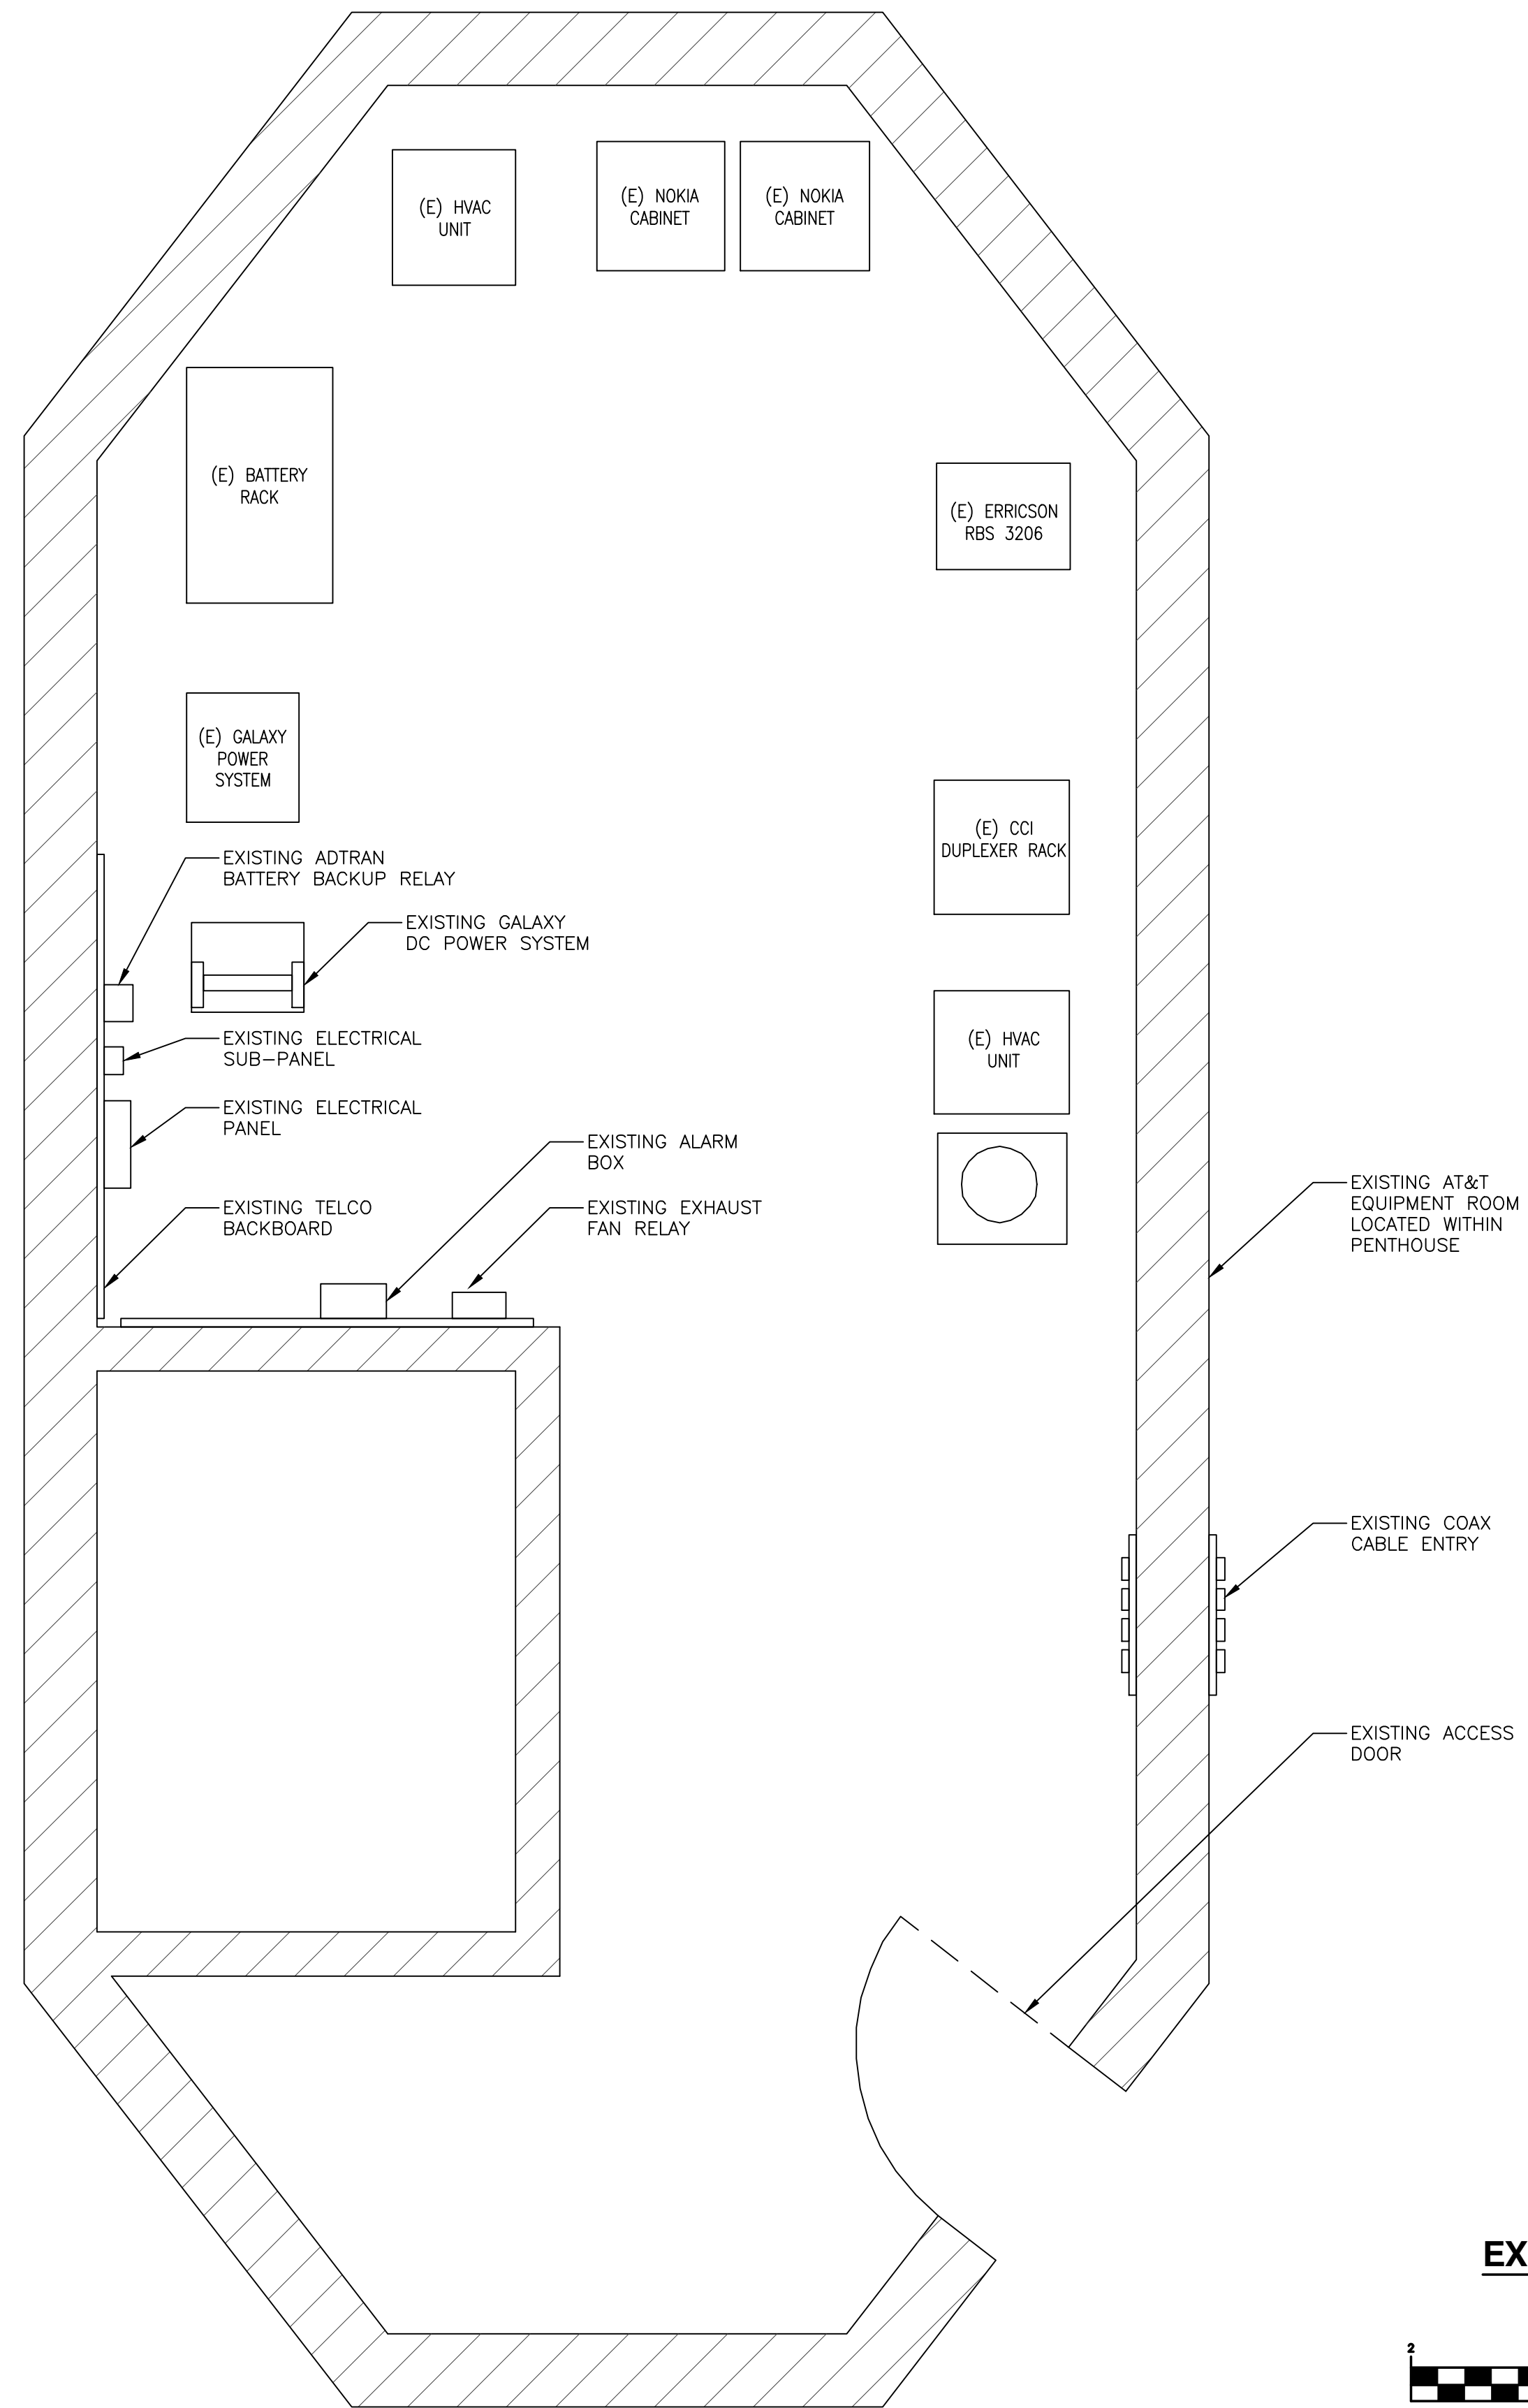 (E) HVAC
UNIT
(E) NOKIA
CABINET
(E) NOKIA
CABINET
(E) BATTERY
RACK
(E) ERRICSON
RBS 3206
(E) GALAXY
POWER
SYSTEM
(E) CCI
DUPLEXER RACK
EXISTING ADTRAN
BATTERY BACKUP RELAY
EXISTING GALAXY
DC POWER SYSTEM
EXISTING ELECTRICAL
SUB-PANEL
(E) HVAC
UNIT
EXISTING ELECTRICAL
PANEL
EXISTING ALARM
BOX
EXISTING TELCO
BACKBOARD
EXISTING EXHAUST
FAN RELAY
EXISTING AT&T
EQUIPMENT ROOM
LOCATED WITHIN
PENTHOUSE
EXISTING COAX
CABLE ENTRY
EXISTING ACCESS
DOOR
EX
2